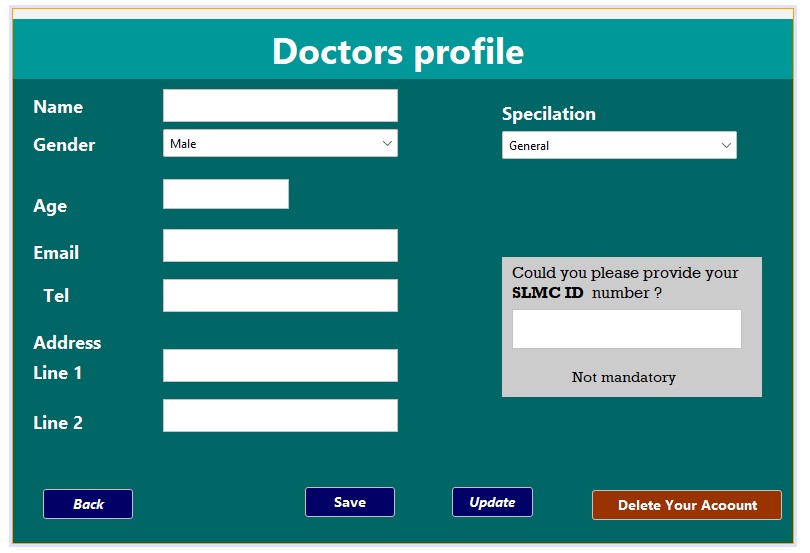 Doctors profile
Name
Specilation
Gender
Male
General
Age
Email
Could you please provide your
SLMC ID number ?
Tel
Address
Line 1
Not mandatory
Line 2
Back
Save
Update
Delete Your Acoount